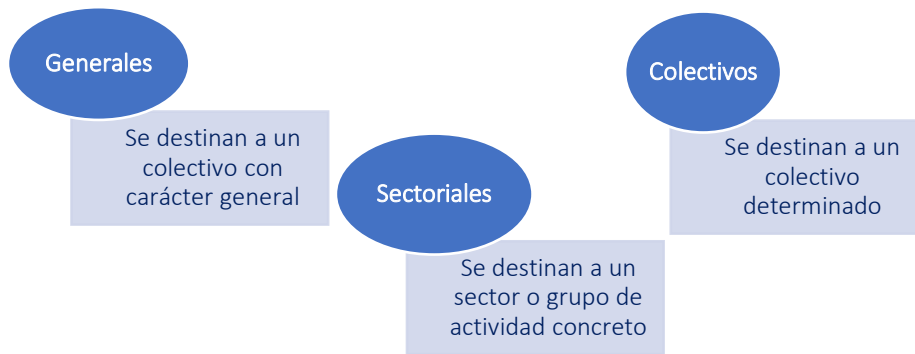 Generales
Se destinan a un
colectivo con
carácter general
Sectoriales
Se destinan a un
sector o grupo de
actividad concreto
Colectivos
Se destinan a un
colectivo
determinado